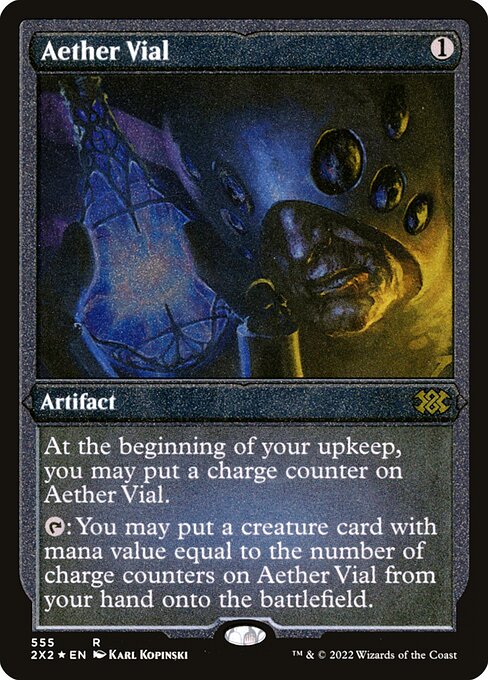 Aether Vial 1
Artifact
At the beginning of your upkeep,
you may put a charge counter on
Aether Vial.
: You may put a creature card with
mana value equal to the number of
charge counters on Aether Vial from
your hand onto the battlefield.
555 R
2X2 ★ EN Karl Kopinski ™ & © 2022 Wizards of the Coast